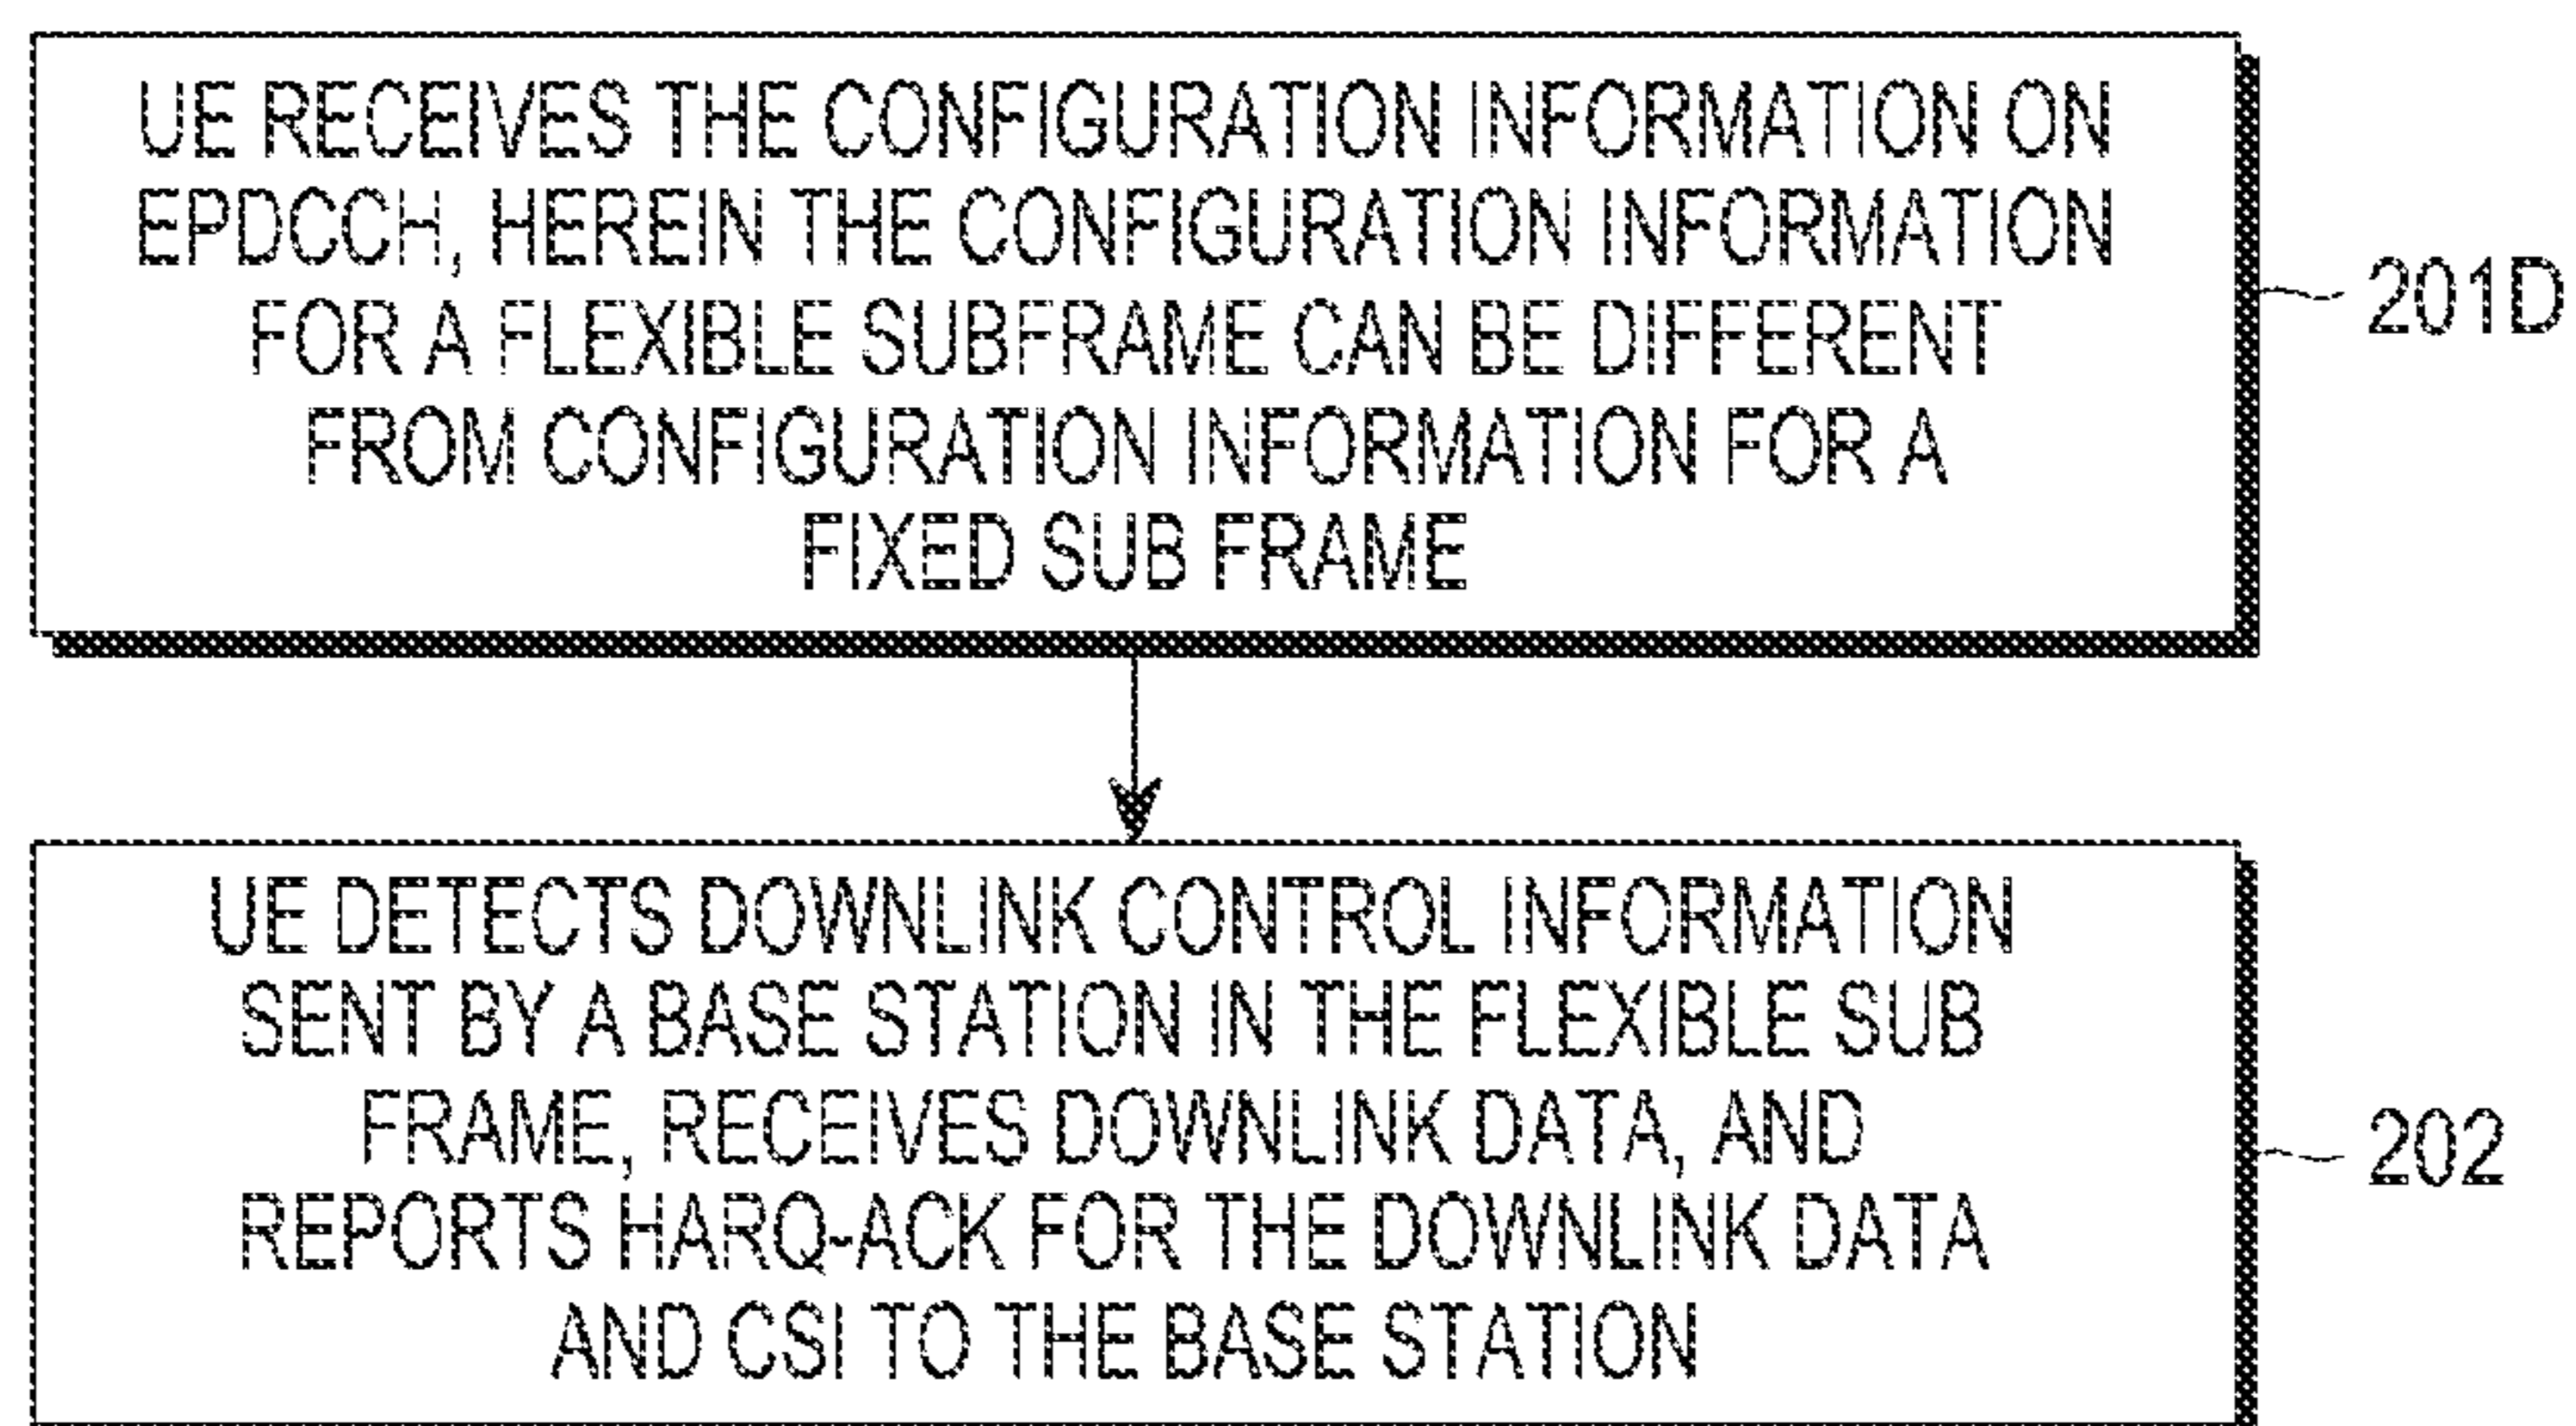 UE RECEIVES THE CONFIGURATION INFORMATION ON
EPDCCH, HEREIN THE CONFIGURATION INFORMATION
FOR A FLEXIBLE SUBFRAME CAN BE DIFFERENT
FROM CONFIGURATION INFORMATION FOR A
FIXED SUB FRAME
201D
UE DETECTS DOWNLINK CONTROL INFORMATION
SENT BY A BASE STATION IN THE FLEXIBLE SUB
FRAME, RECEIVES DOWNLINK DATA, AND
REPORTS HARQ-ACK FOR THE DOWNLINK DATA
AND CSI TO THE BASE STATION
202